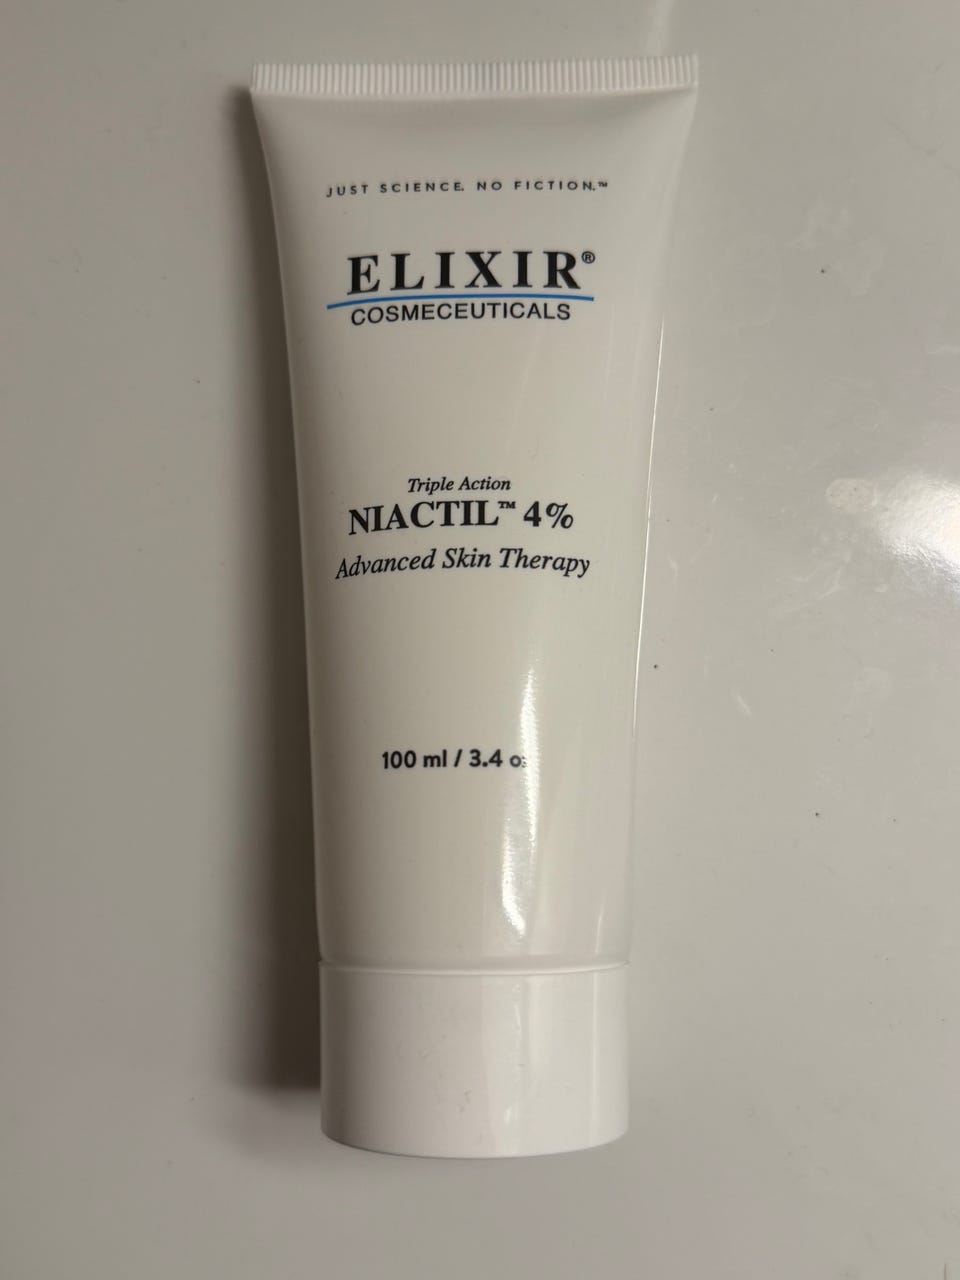 JUST SCIENCE. NO FICTION.™
ELIXIR®
COSMECEUTICALS
Triple Action
NIACTIL™ 4%
Advanced Skin Therapy
100 ml / 3.4